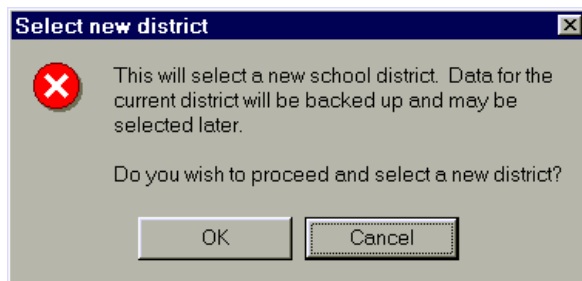 Select new district
This will select a new school district. Data for the
current district will be backed up and may be
selected later.
Do you wish to proceed and select a new district?
OK
Cancel